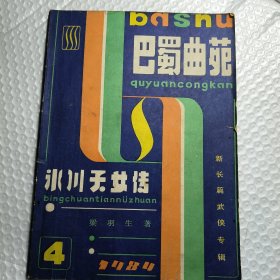 bashu
巴蜀曲苑
quyuancongkan
冰川天女传
bingchuantiannüzhuan
梁羽生 著
新长篇武侠专辑
4
1984